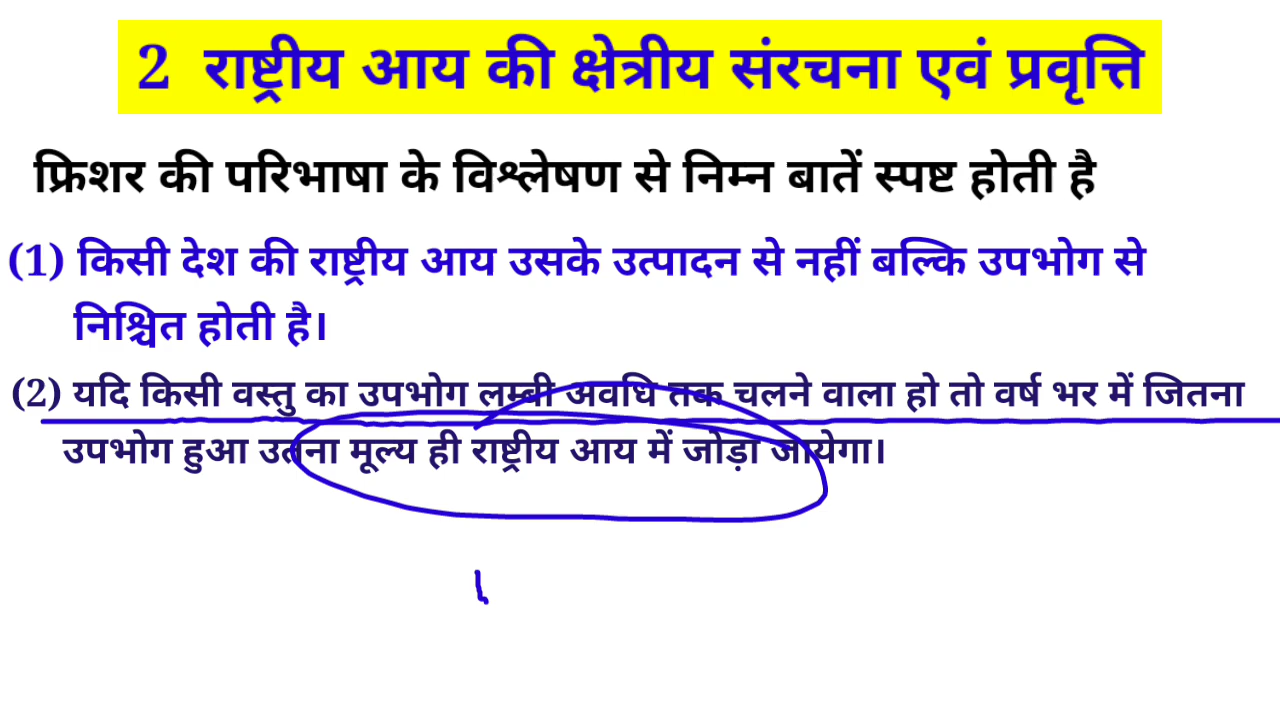 2 राष्ट्रीय आय की क्षेत्रीय संरचना एवं प्रवृत्ति
फ्रिशर की परिभाषा के विश्लेषण से निम्न बातें स्पष्ट होती है
(1) किसी देश की राष्ट्रीय आय उसके उत्पादन से नहीं बल्कि उपभोग से
निश्चित होती है।
(2) यदि किसी वस्तु का उपभोग लम्बी अवधि तक चलने वाला हो तो वर्ष भर में जितना
उपभोग हुआ उतना मूल्य ही राष्ट्रीय आय में जोड़ा जायेगा।